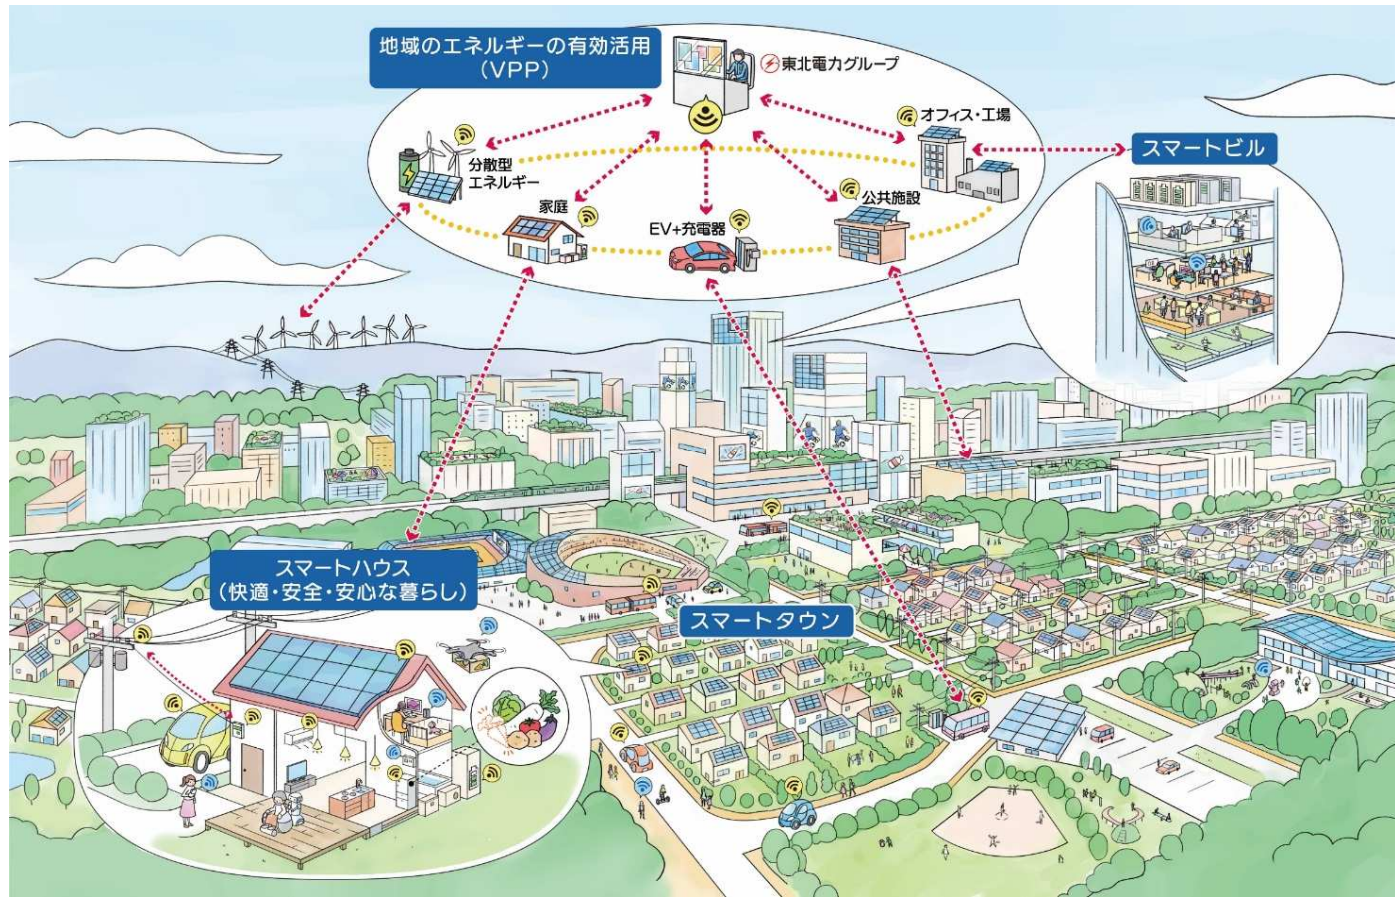 地域のエネルギーの有効活用
（VPP）
東北電力グループ
オフィス・工場
スマートビル
分散型
エネルギー
家庭
EV+充電器
公共施設
スマートハウス
（快適・安全・安心な暮らし）
スマートタウン